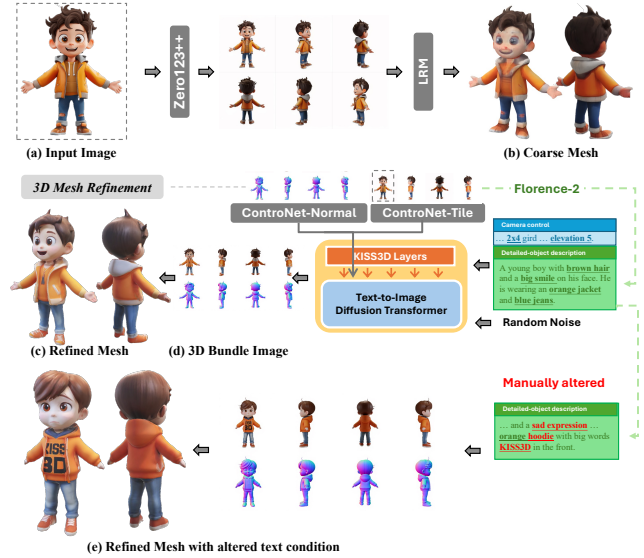 Zero123++
LRM
(a) Input Image
(b) Coarse Mesh
3D Mesh Refinement
Florence-2
ControNet-Normal
ControNet-Tile
Camera control
... 2x4 gird ... elevation 5.
KISS3D Layers
Detailed-object description
A young boy with brown hair
and a big smile on his face. He
is wearing an orange jacket
and blue jeans.
Text-to-Image
Diffusion Transformer
Random Noise
(c) Refined Mesh
(d) 3D Bundle Image
Manually altered
Detailed-object description
... and a sad expression ...
orange hoodie with big words
KISS3D in the front.
KISS
3D
(e) Refined Mesh with altered text condition